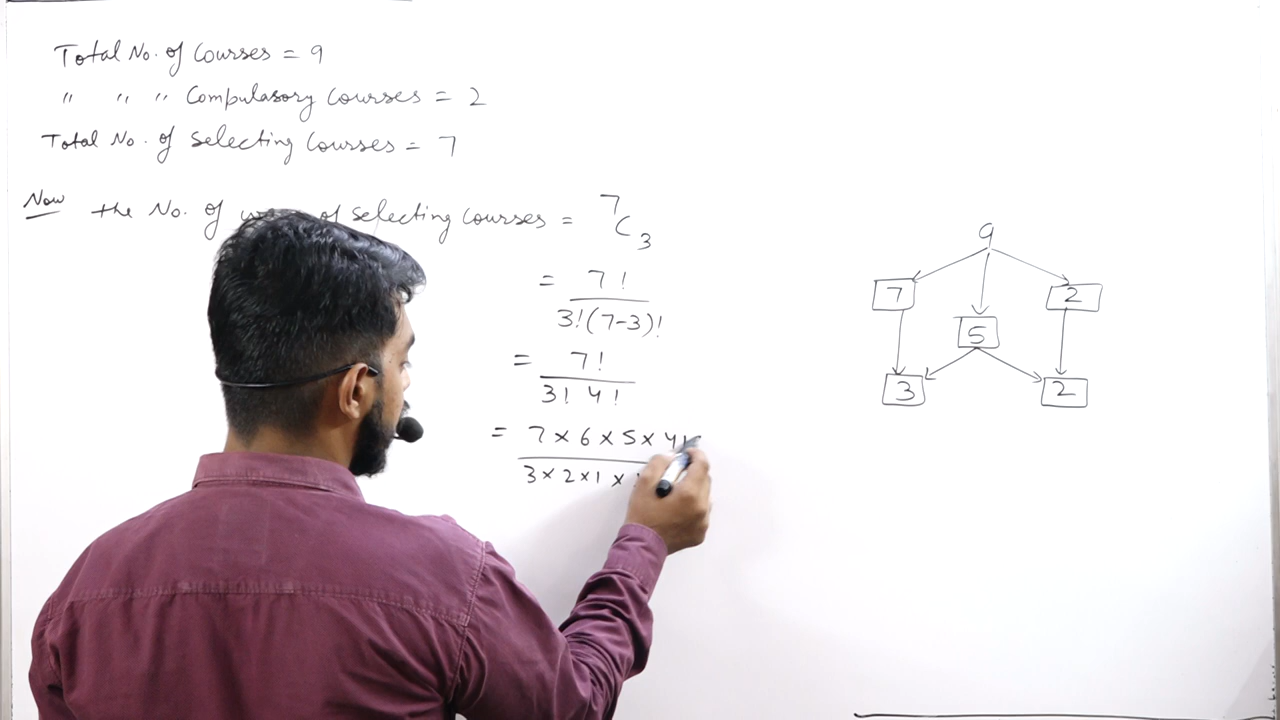 Total No. of Courses = 9
" " " Compulasory Courses = 2
Total No. of Selecting Courses = 7
Now the No. of of Selecting Courses = ⁷C₃
= 7! / 3!(7-3)!
= 7! / 3! 4!
= 7 × 6 × 5 × 4! / 3 × 2 × 1 ×
9
7 2
5
3 2